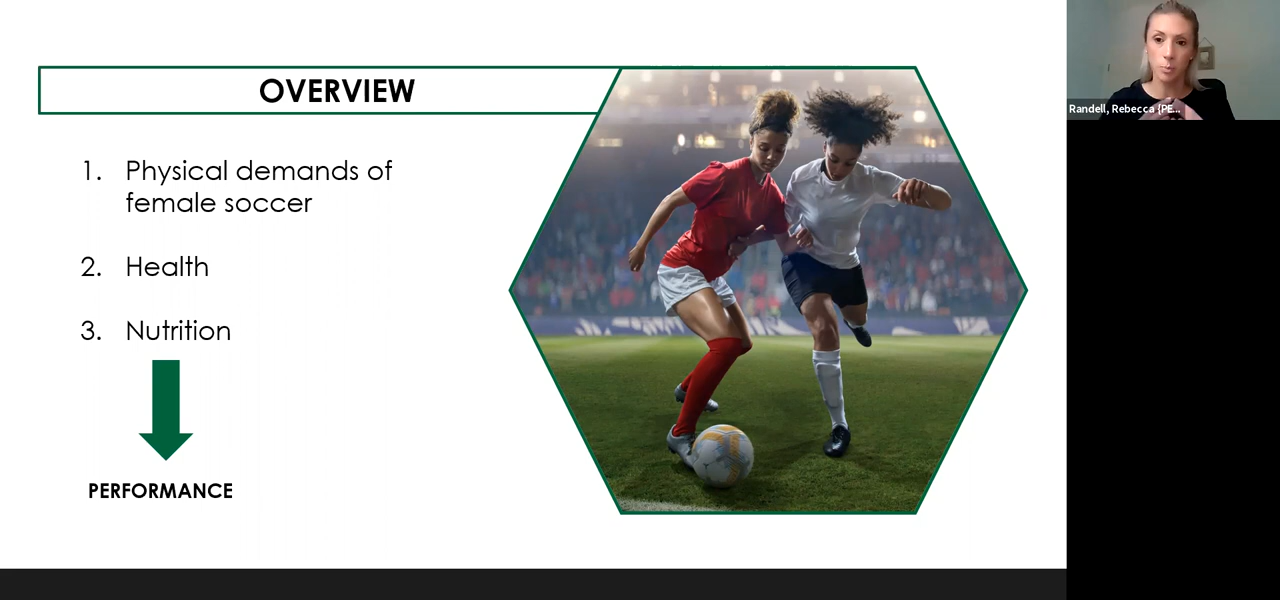 OVERVIEW
1. Physical demands of
female soccer
2. Health
3. Nutrition
PERFORMANCE
Randell, Rebecca {PE...